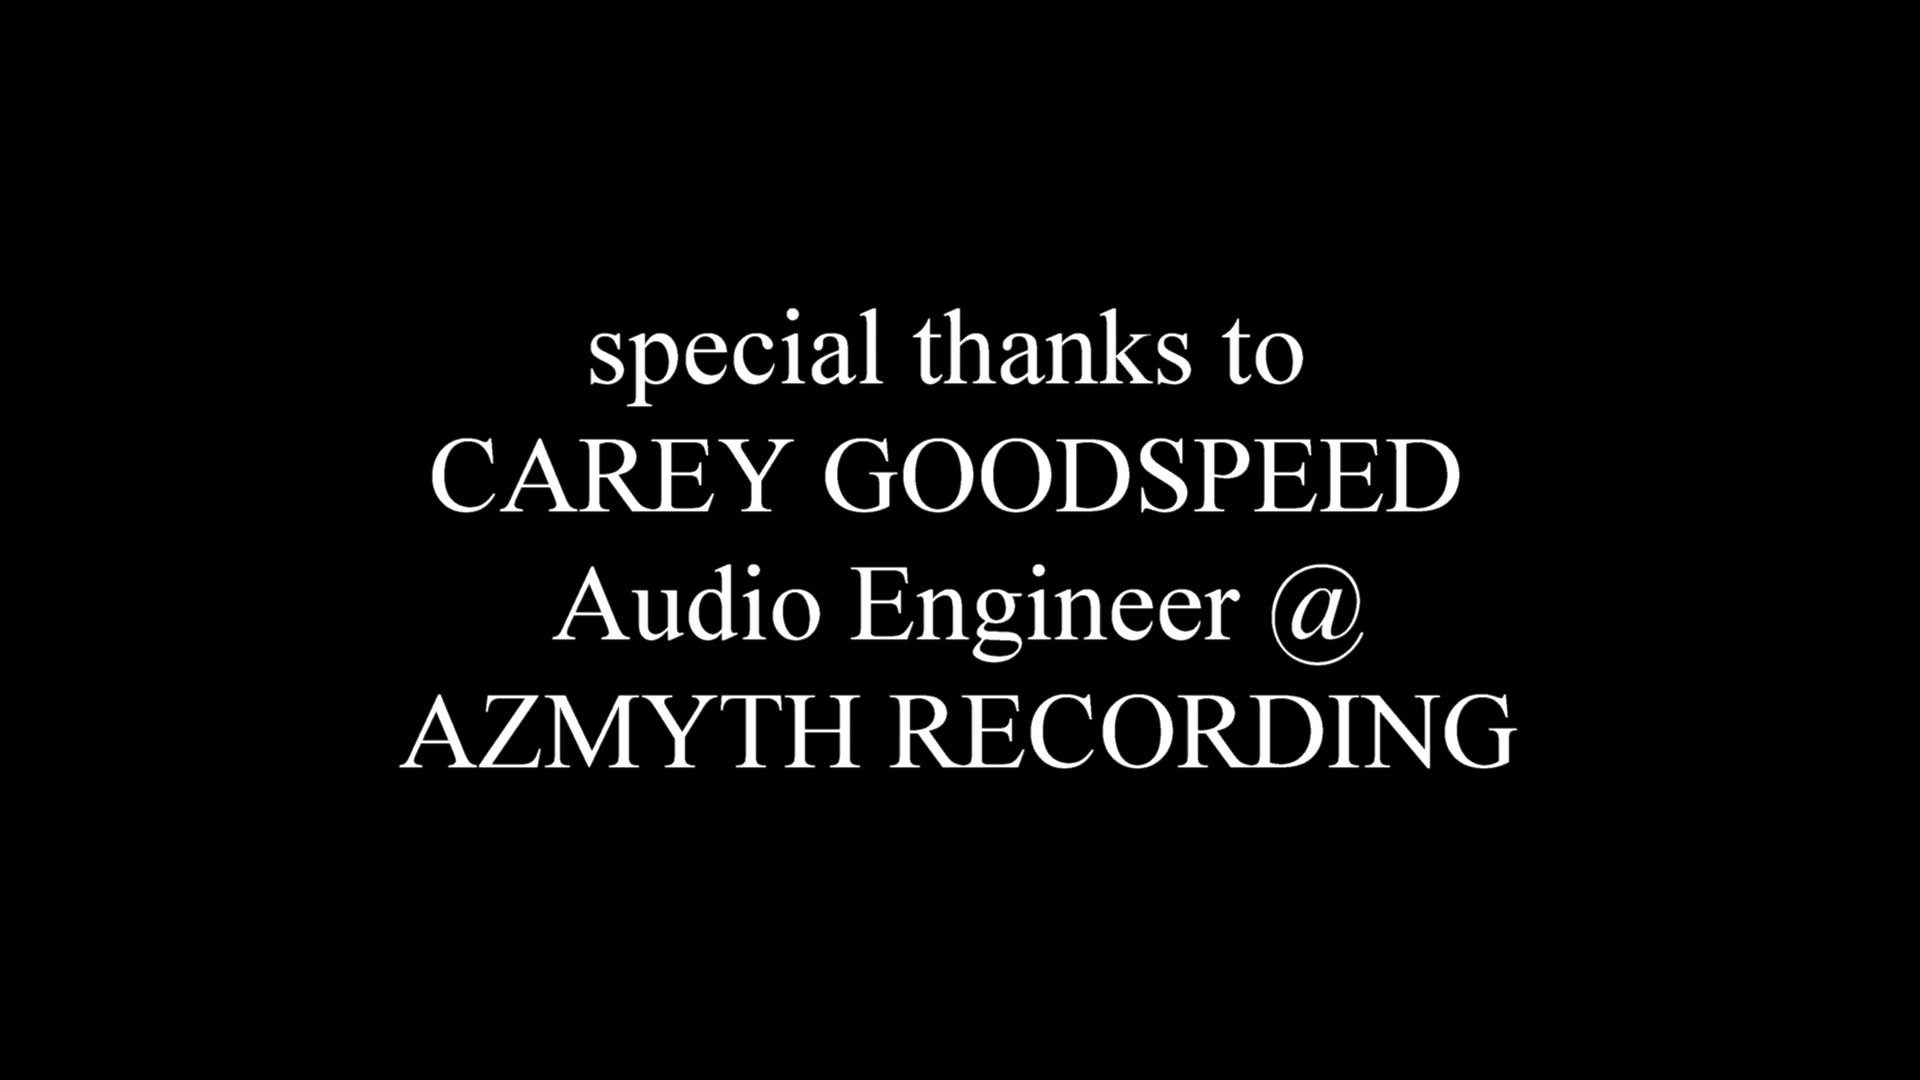 special thanks to
CAREY GOODSPEED
Audio Engineer @
AZMYTH RECORDING